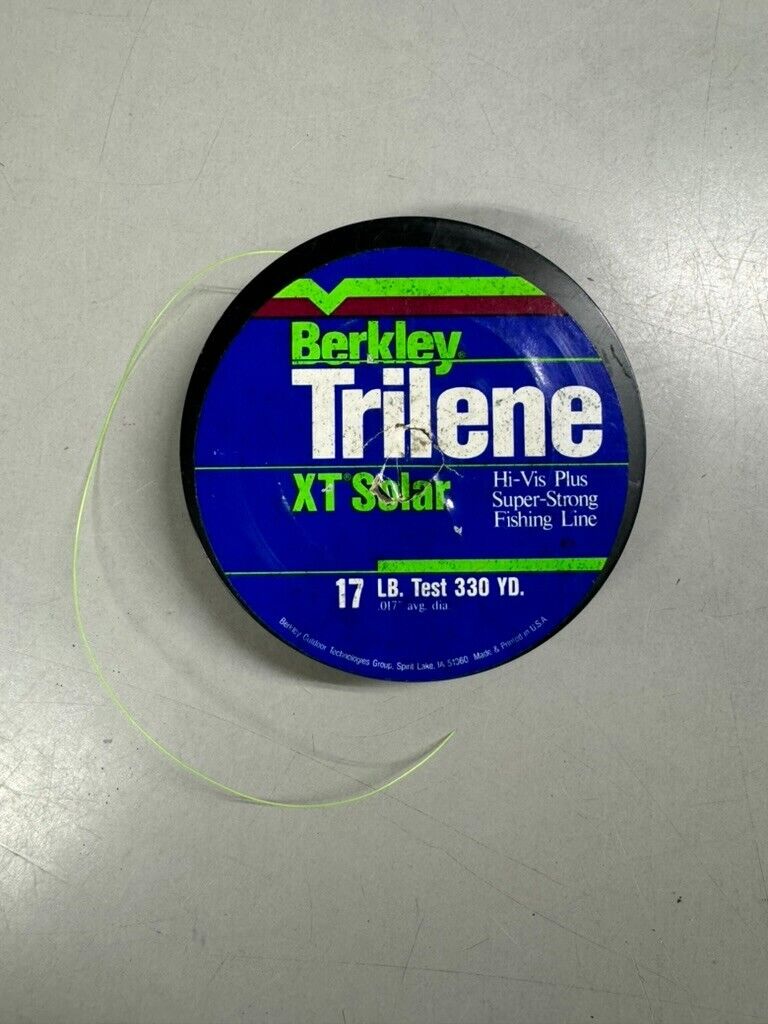 Berkley®
Trilene
XT® Solar
Hi-Vis Plus
Super-Strong
Fishing Line
17 LB. Test 330 YD.
.017" avg. dia.
Berkley Outdoor Technologies Group, Spirit Lake, IA 51360 Made & Printed in U.S.A.